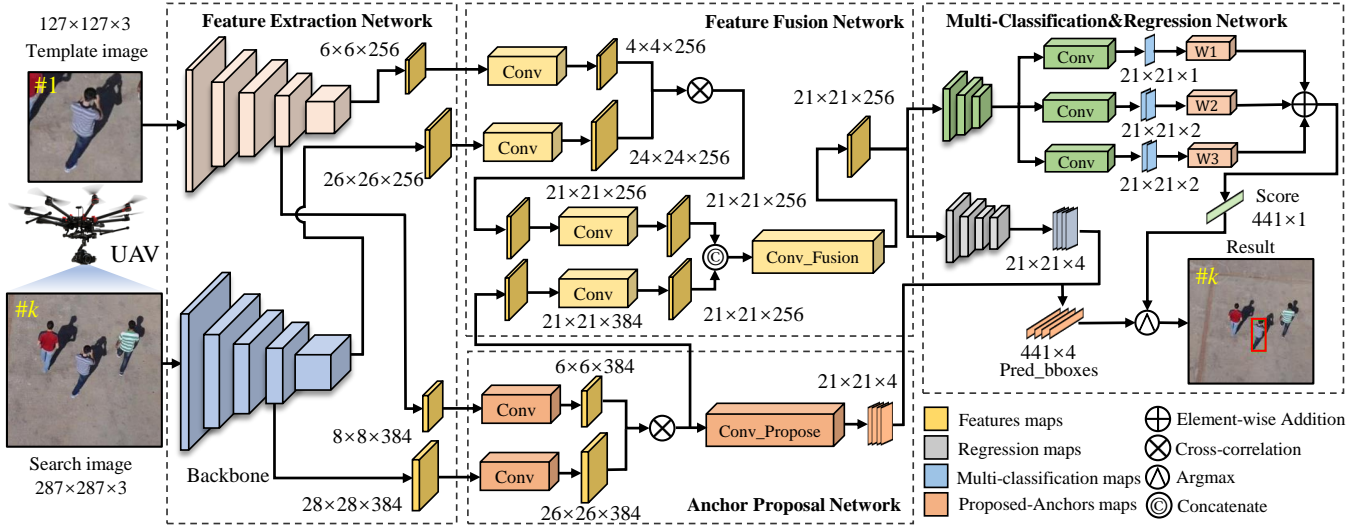 Feature Extraction Network
Feature Fusion Network
Multi-Classification&Regression Network
127×127×3
Template image
#1
UAV
#k
Search image
287×287×3
6×6×256
26×26×256
8×8×384
28×28×384
Backbone
Conv
4×4×256
Conv
24×24×256
21×21×256
Conv
21×21×256
©
Conv_Fusion
Conv
21×21×384
21×21×256
21×21×256
6×6×384
Conv
Conv
26×26×384
Conv_Propose
21×21×4
Anchor Proposal Network
Conv
21×21×1
W1
Conv
21×21×2
W2
Conv
21×21×2
W3
Score
441×1
21×21×4
441×4
Pred_bboxes
Result
#k
Features maps
Regression maps
Multi-classification maps
Proposed-Anchors maps
Element-wise Addition
Cross-correlation
Argmax
© Concatenate